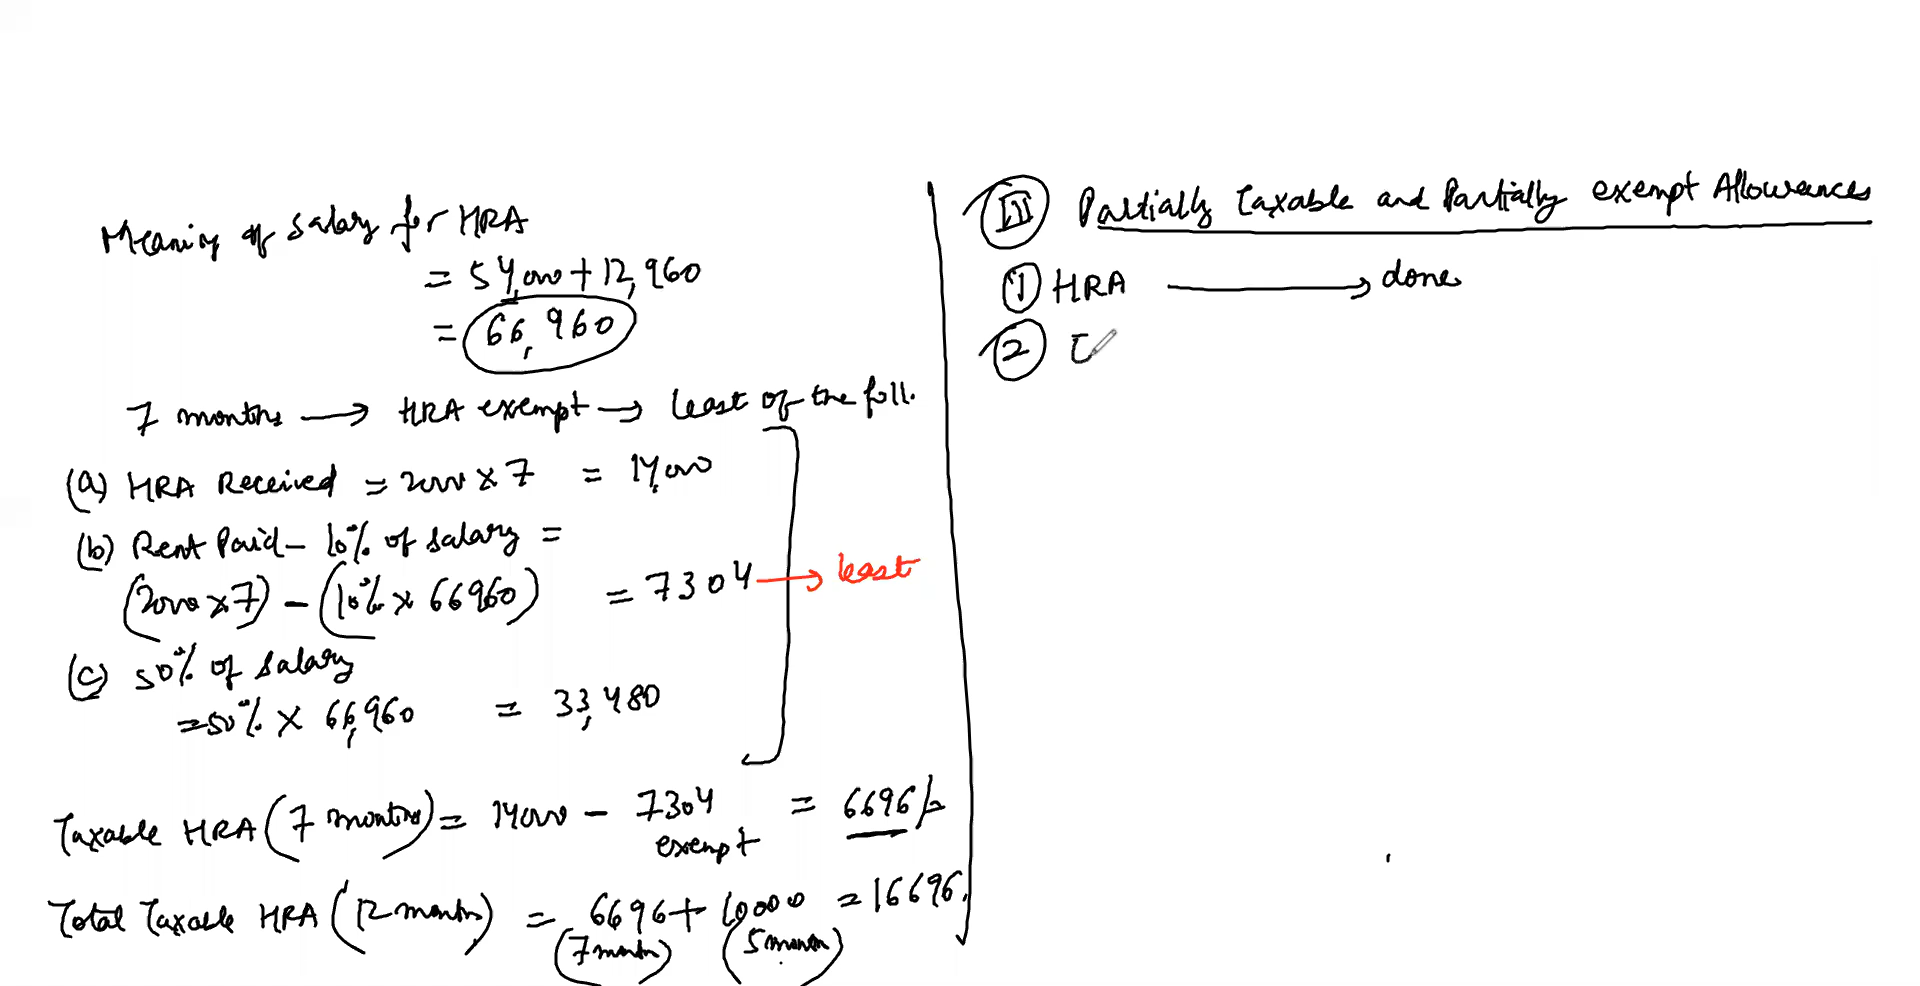 Meaning of salary for HRA
= 54,000 + 12,960
= 66,960
7 months → HRA exempt → least of the foll.
(a) HRA Received = 2000 × 7 = 14,000
(b) Rent Paid - 10% of salary =
(2000 × 7) - (10% × 66960) = 7304 → least
(c) 50% of salary
= 50% × 66,960 = 33,480
Taxable HRA (7 months) = 14000 - 7304 = 6696/-
exempt
Total Taxable HRA (12 months) = 6696 + 10000 = 16696.
(7 months) (5 months)
III Partially Taxable and Partially exempt Allowances
1 HRA → done
2